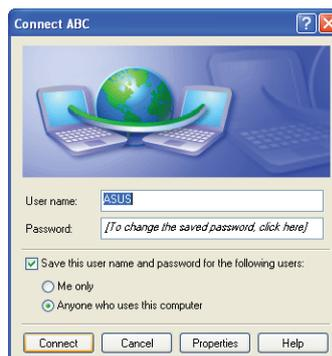 Connect ABC
User name: ASUS
Password: [To change the saved password, click here]
Save this user name and password for the following users:
Me only
Anyone who uses this computer
Connect Cancel Properties Help